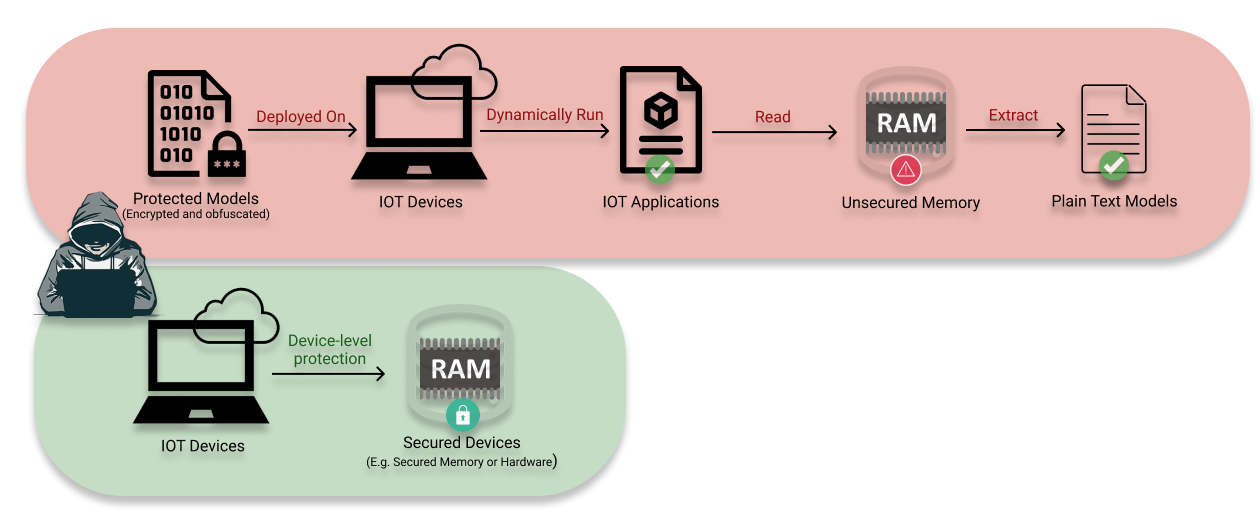 010
01010
1010
010
***
Protected Models
(Encrypted and obfuscated)
Deployed On
IOT Devices
Dynamically Run
IOT Applications
Read
RAM
Unsecured Memory
Extract
Plain Text Models
IOT Devices
Device-level
protection
RAM
Secured Devices
(E.g. Secured Memory or Hardware)